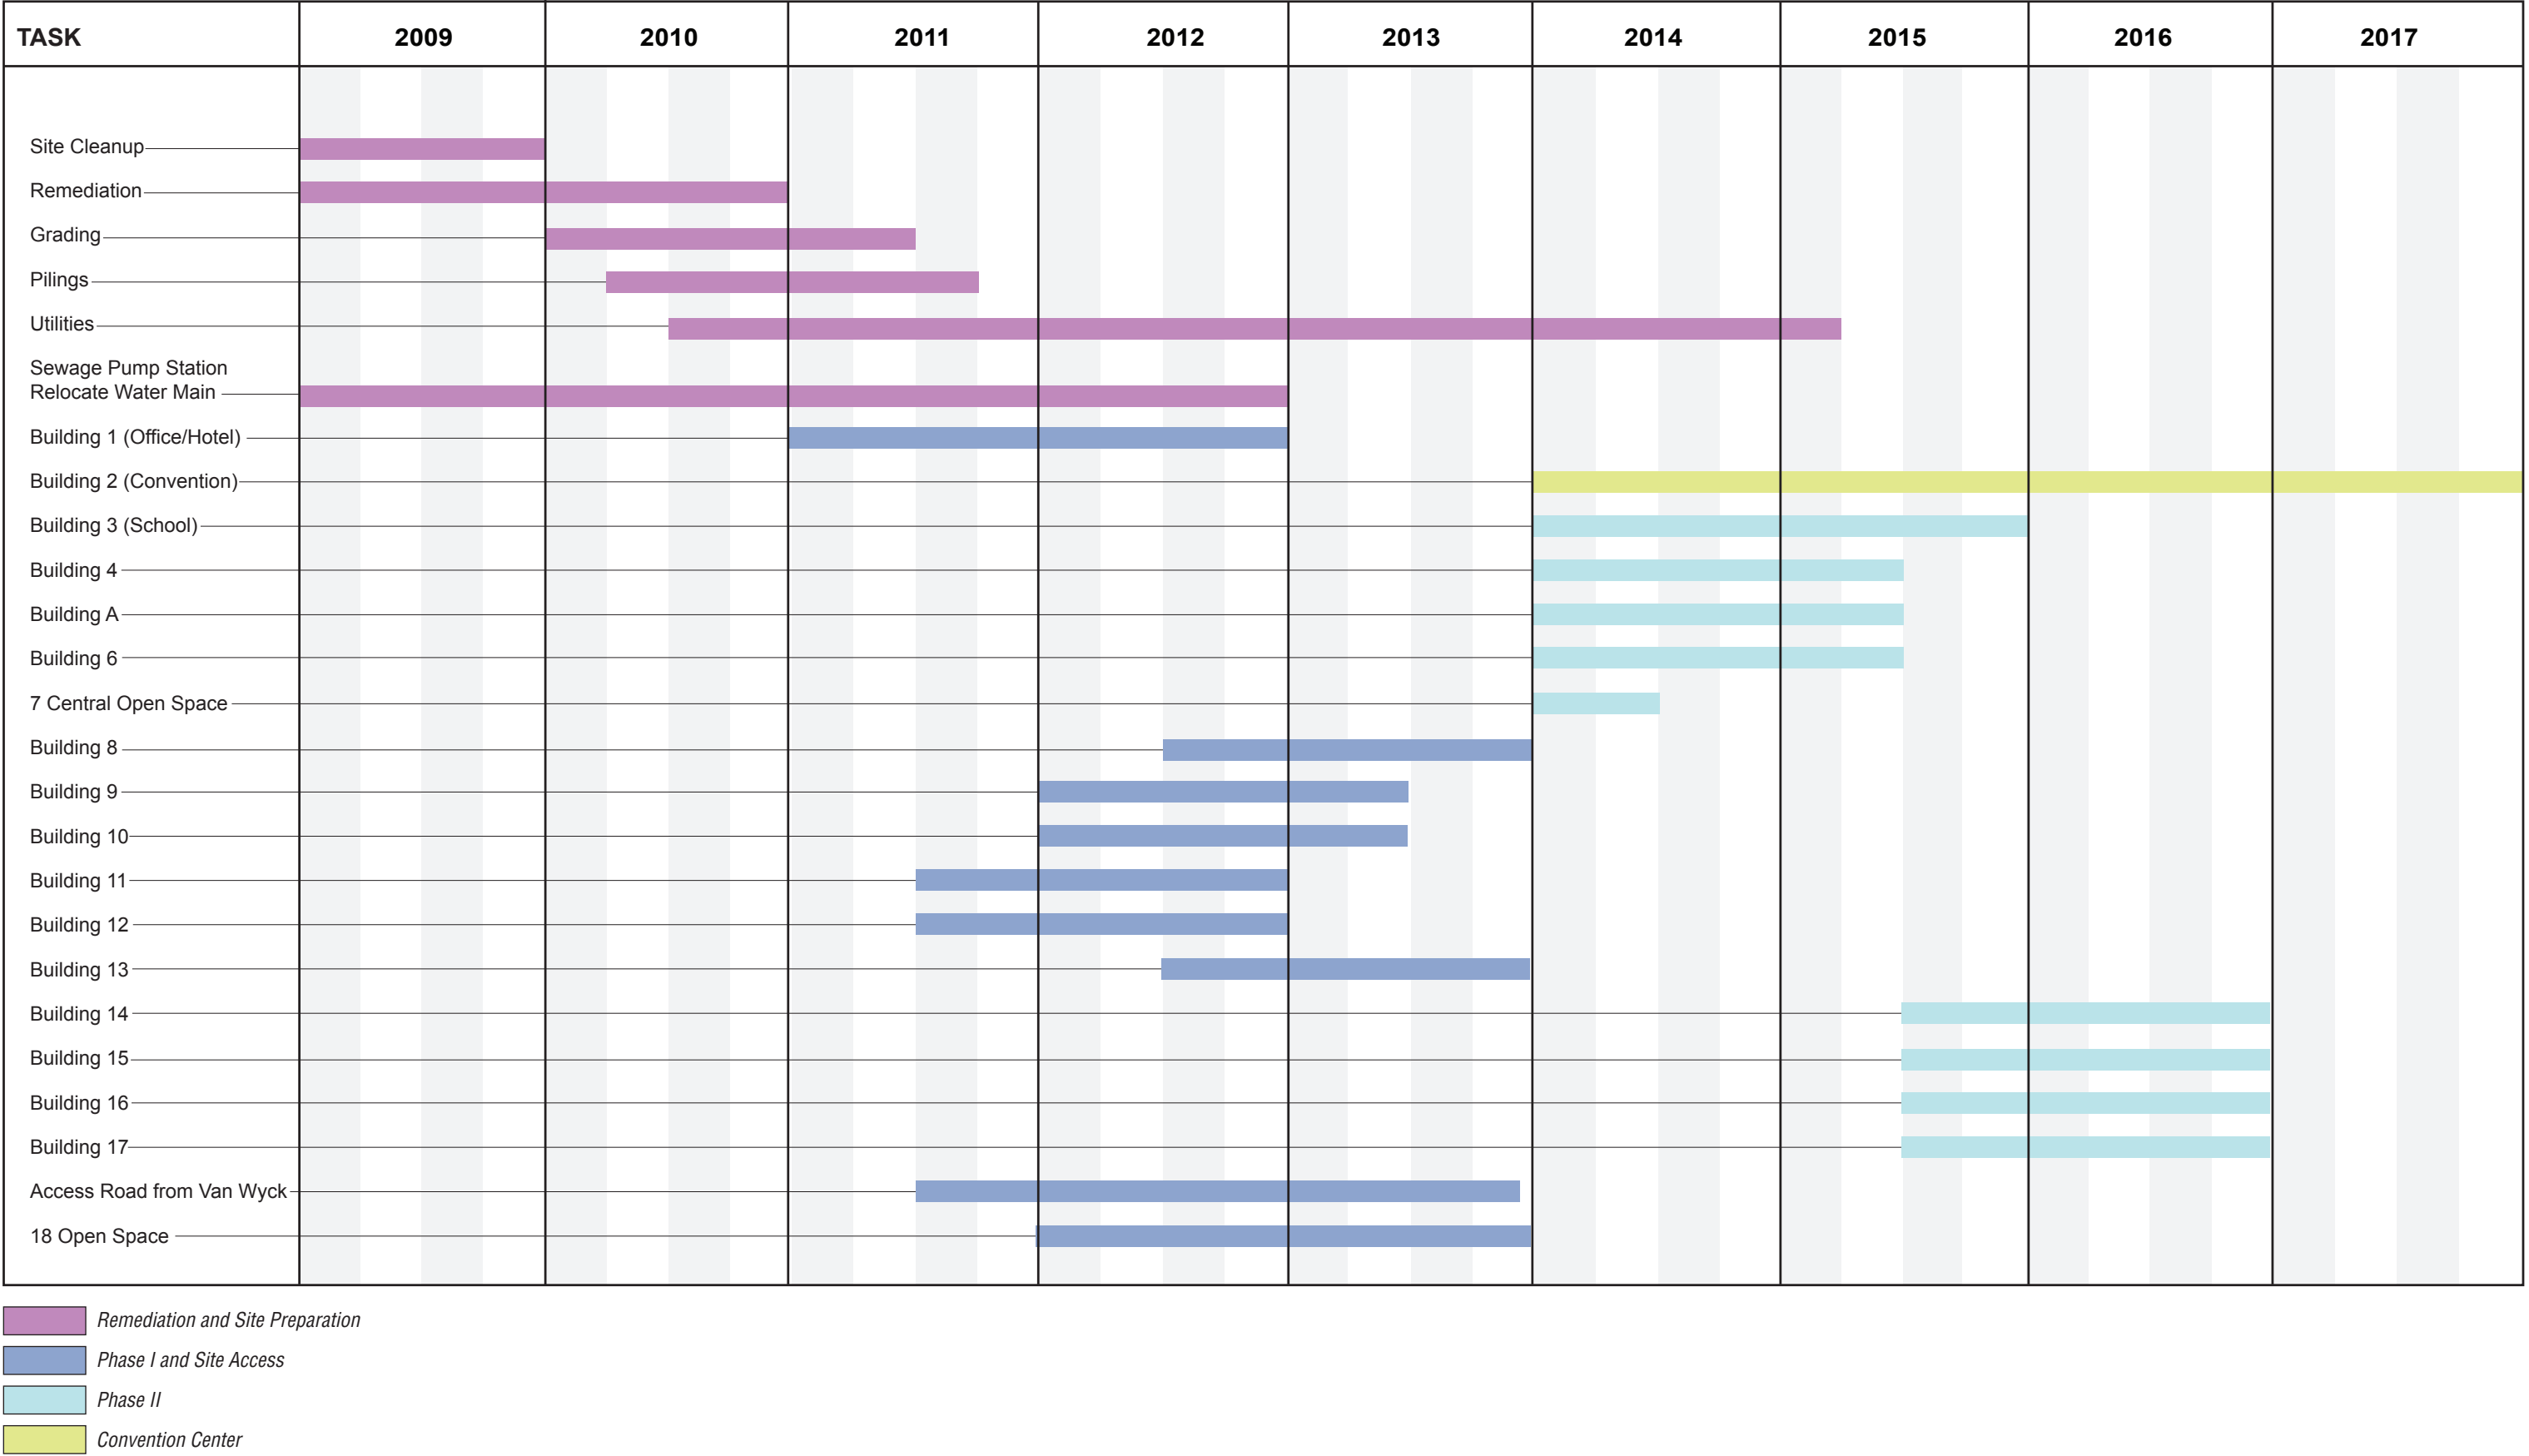 TASK 2009 2010 2011 2012 2013 2014 2015 2016 2017
Site Cleanup
Remediation
Grading
Pilings
Utilities
Sewage Pump Station
Relocate Water Main
Building 1 (Office/Hotel)
Building 2 (Convention)
Building 3 (School)
Building 4
Building A
Building 6
7 Central Open Space
Building 8
Building 9
Building 10
Building 11
Building 12
Building 13
Building 14
Building 15
Building 16
Building 17
Access Road from Van Wyck
18 Open Space
Remediation and Site Preparation
Phase I and Site Access
Phase II
Convention Center